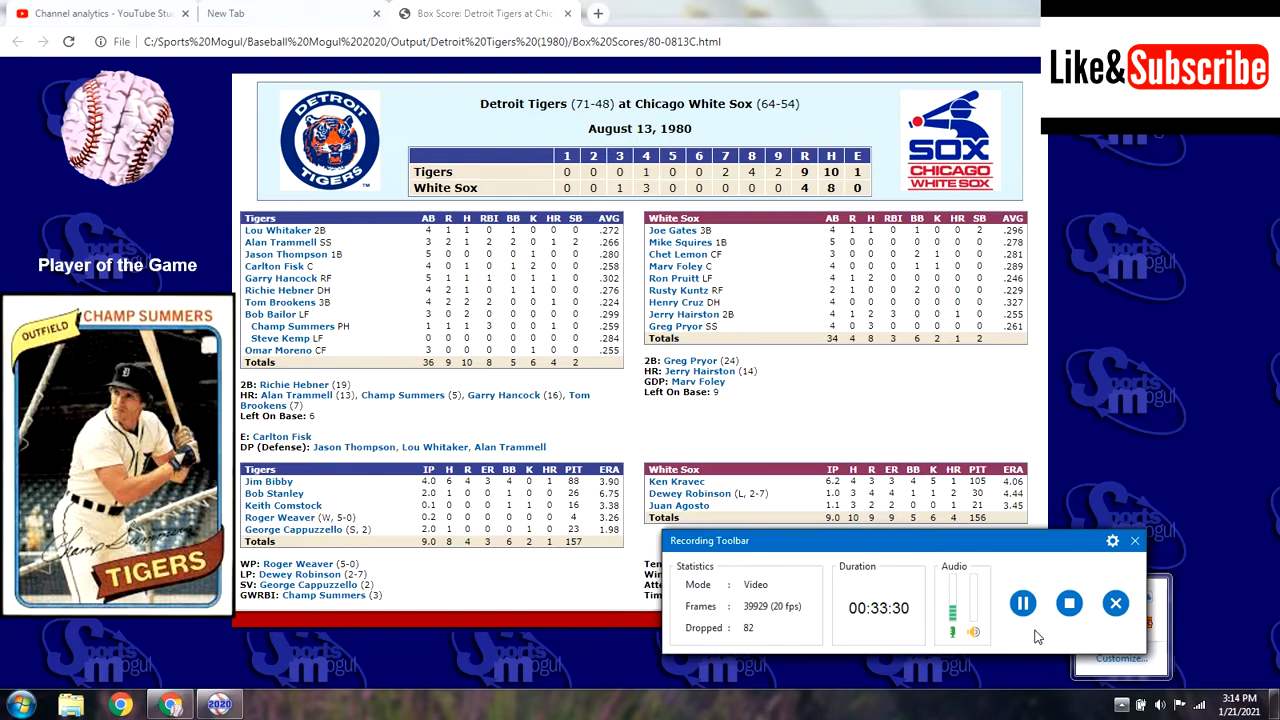 Channel analytics - YouTube Stu
New Tab
Box Score: Detroit Tigers at Chic
File
C:/Sports%20Mogul/Baseball%20Mogul%202020/Output/Detroit%20Tigers%20(1980)/Box%20Scores/80-0813C.html
Like& Subscribe
DETROIT TIGERS
SOX
CHICAGO
WHITE SOX
Detroit Tigers (71-48) at Chicago White Sox (64-54)
August 13, 1980
1 2 3 4 5 6 7 8 9 R H E
Tigers 0 0 0 1 0 0 2 4 2 9 10 1
White Sox 0 0 1 3 0 0 0 0 0 4 8 0
Player of the Game
OUTFIELD CHAMP SUMMERS
Champ Summers
TIGERS
Tigers AB R H RBI BB K HR SB AVG
Lou Whitaker 2B 4 1 1 0 1 0 0 0 .272
Alan Trammell SS 3 2 1 2 2 0 1 2 .266
Jason Thompson 1B 5 0 0 0 0 1 0 0 .280
Carlton Fisk C 4 0 1 0 1 2 0 0 .258
Garry Hancock RF 5 1 1 1 0 1 1 0 .302
Richie Hebner DH 4 2 1 0 1 1 0 0 .276
Tom Brookens 3B 4 2 2 2 0 0 1 0 .224
Bob Bailor LF 3 0 2 0 0 0 0 0 .299
Champ Summers PH 1 1 1 3 0 0 1 0 .259
Steve Kemp LF 0 0 0 0 0 0 0 0 .284
Omar Moreno CF 3 0 0 0 0 1 0 0 .255
Totals 36 9 10 8 5 6 4 2
2B: Richie Hebner (19)
HR: Alan Trammell (13), Champ Summers (5), Garry Hancock (16), Tom
Brookens (7)
Left On Base: 6
E: Carlton Fisk
DP (Defense): Jason Thompson, Lou Whitaker, Alan Trammell
White Sox AB R H RBI BB K HR SB AVG
Joe Gates 3B 4 1 1 0 1 0 0 2 .296
Mike Squires 1B 5 0 0 0 0 0 0 0 .278
Chet Lemon CF 3 0 0 0 2 1 0 0 .281
Marv Foley C 4 0 0 0 1 1 0 0 .289
Ron Pruitt LF 4 1 2 0 0 0 0 0 .246
Rusty Kuntz RF 2 1 0 0 2 0 0 0 .229
Henry Cruz DH 4 0 0 0 0 0 0 0 .327
Jerry Hairston 2B 4 1 2 3 0 0 1 0 .255
Greg Pryor SS 4 0 0 0 0 0 0 .261
Totals 34 4 8 3 6 2 1 2
2B: Greg Pryor (24)
HR: Jerry Hairston (14)
GDP: Marv Foley
Left On Base: 9
Tigers IP H R ER BB K HR PIT ERA
Jim Bibby 4.0 6 4 3 4 0 1 88 3.90
Bob Stanley 2.0 1 0 0 1 0 0 26 6.75
Keith Comstock 0.1 0 0 0 1 1 0 16 3.38
Roger Weaver (W, 5-0) 0.2 0 0 0 0 0 0 4 3.26
George Cappuzzello (S, 2) 2.0 1 0 0 0 1 0 23 1.98
Totals 9.0 8 4 3 6 2 1 157
WP: Roger Weaver (5-0)
LP: Dewey Robinson (2-7)
SV: George Cappuzzello (2)
GWRBI: Champ Summers (3)
White Sox IP H R ER BB K HR PIT ERA
Ken Kravec 6.2 4 3 3 4 5 1 105 4.06
Dewey Robinson (L, 2-7) 1.0 3 4 4 1 1 2 30 4.44
Juan Agosto 1.1 3 2 2 0 0 1 21 3.45
Totals 9.0 10 9 9 5 6 4 156
Recording Toolbar
Statistics
Mode : Video
Frames : 39929 (20 fps)
Dropped : 82
Duration
00:33:30
Audio
Customize...
2020
3:14 PM
1/21/2021